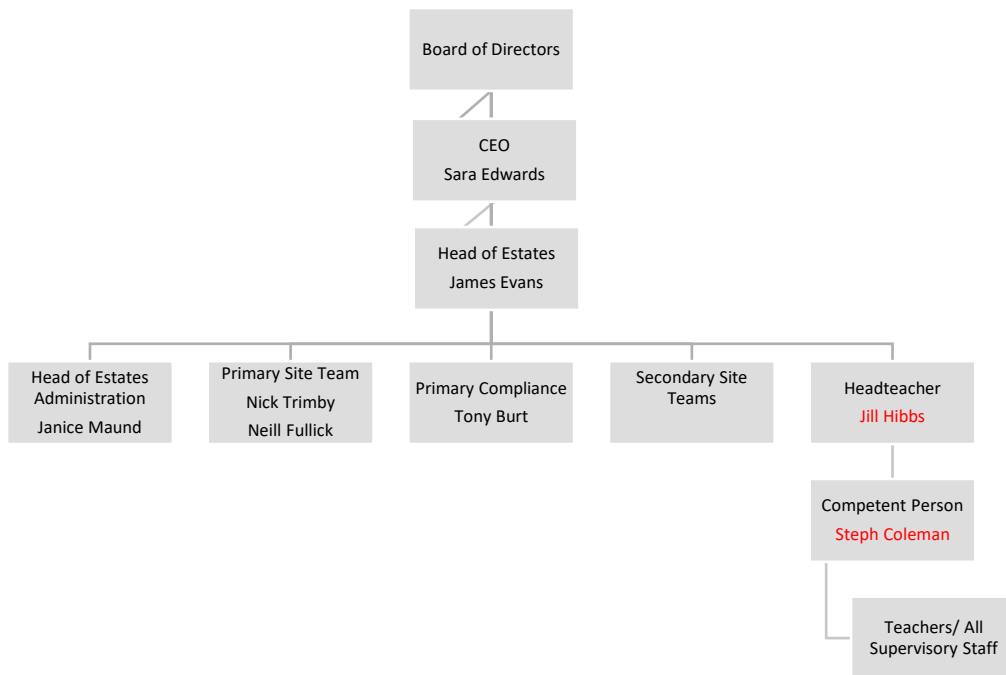 Board of Directors
CEO
Sara Edwards
Head of Estates
James Evans
Head of Estates
Administration
Janice Maund
Primary Site Team
Nick Trimby
Neill Fullick
Primary Compliance
Tony Burt
Secondary Site
Teams
Headteacher
Jill Hibbs
Competent Person
Steph Coleman
Teachers/ All
Supervisory Staff